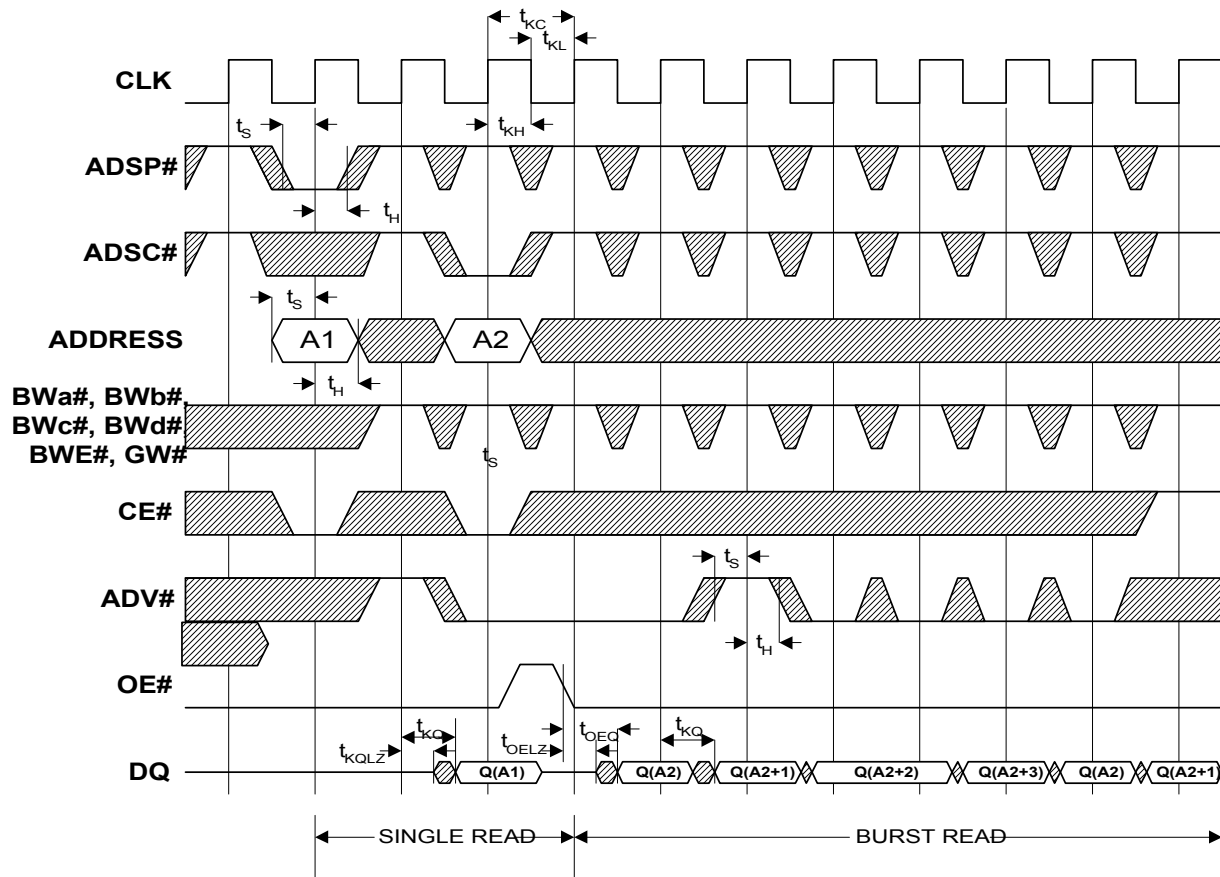 tKC
tKL
CLK
tS
tKH
ADSP#
tH
ADSC#
tS
ADDRESS
A1
A2
tH
BWa#, BWb#,
BWc#, BWd#,
BWE#, GW#
tS
CE#
tS
ADV#
tH
OE#
tKQ
tOEQ
tKQ
tKQLZ
tOELZ
DQ
Q(A1)
Q(A2)
Q(A2+1)
Q(A2+2)
Q(A2+3)
Q(A2)
Q(A2+1)
SINGLE READ
BURST READ